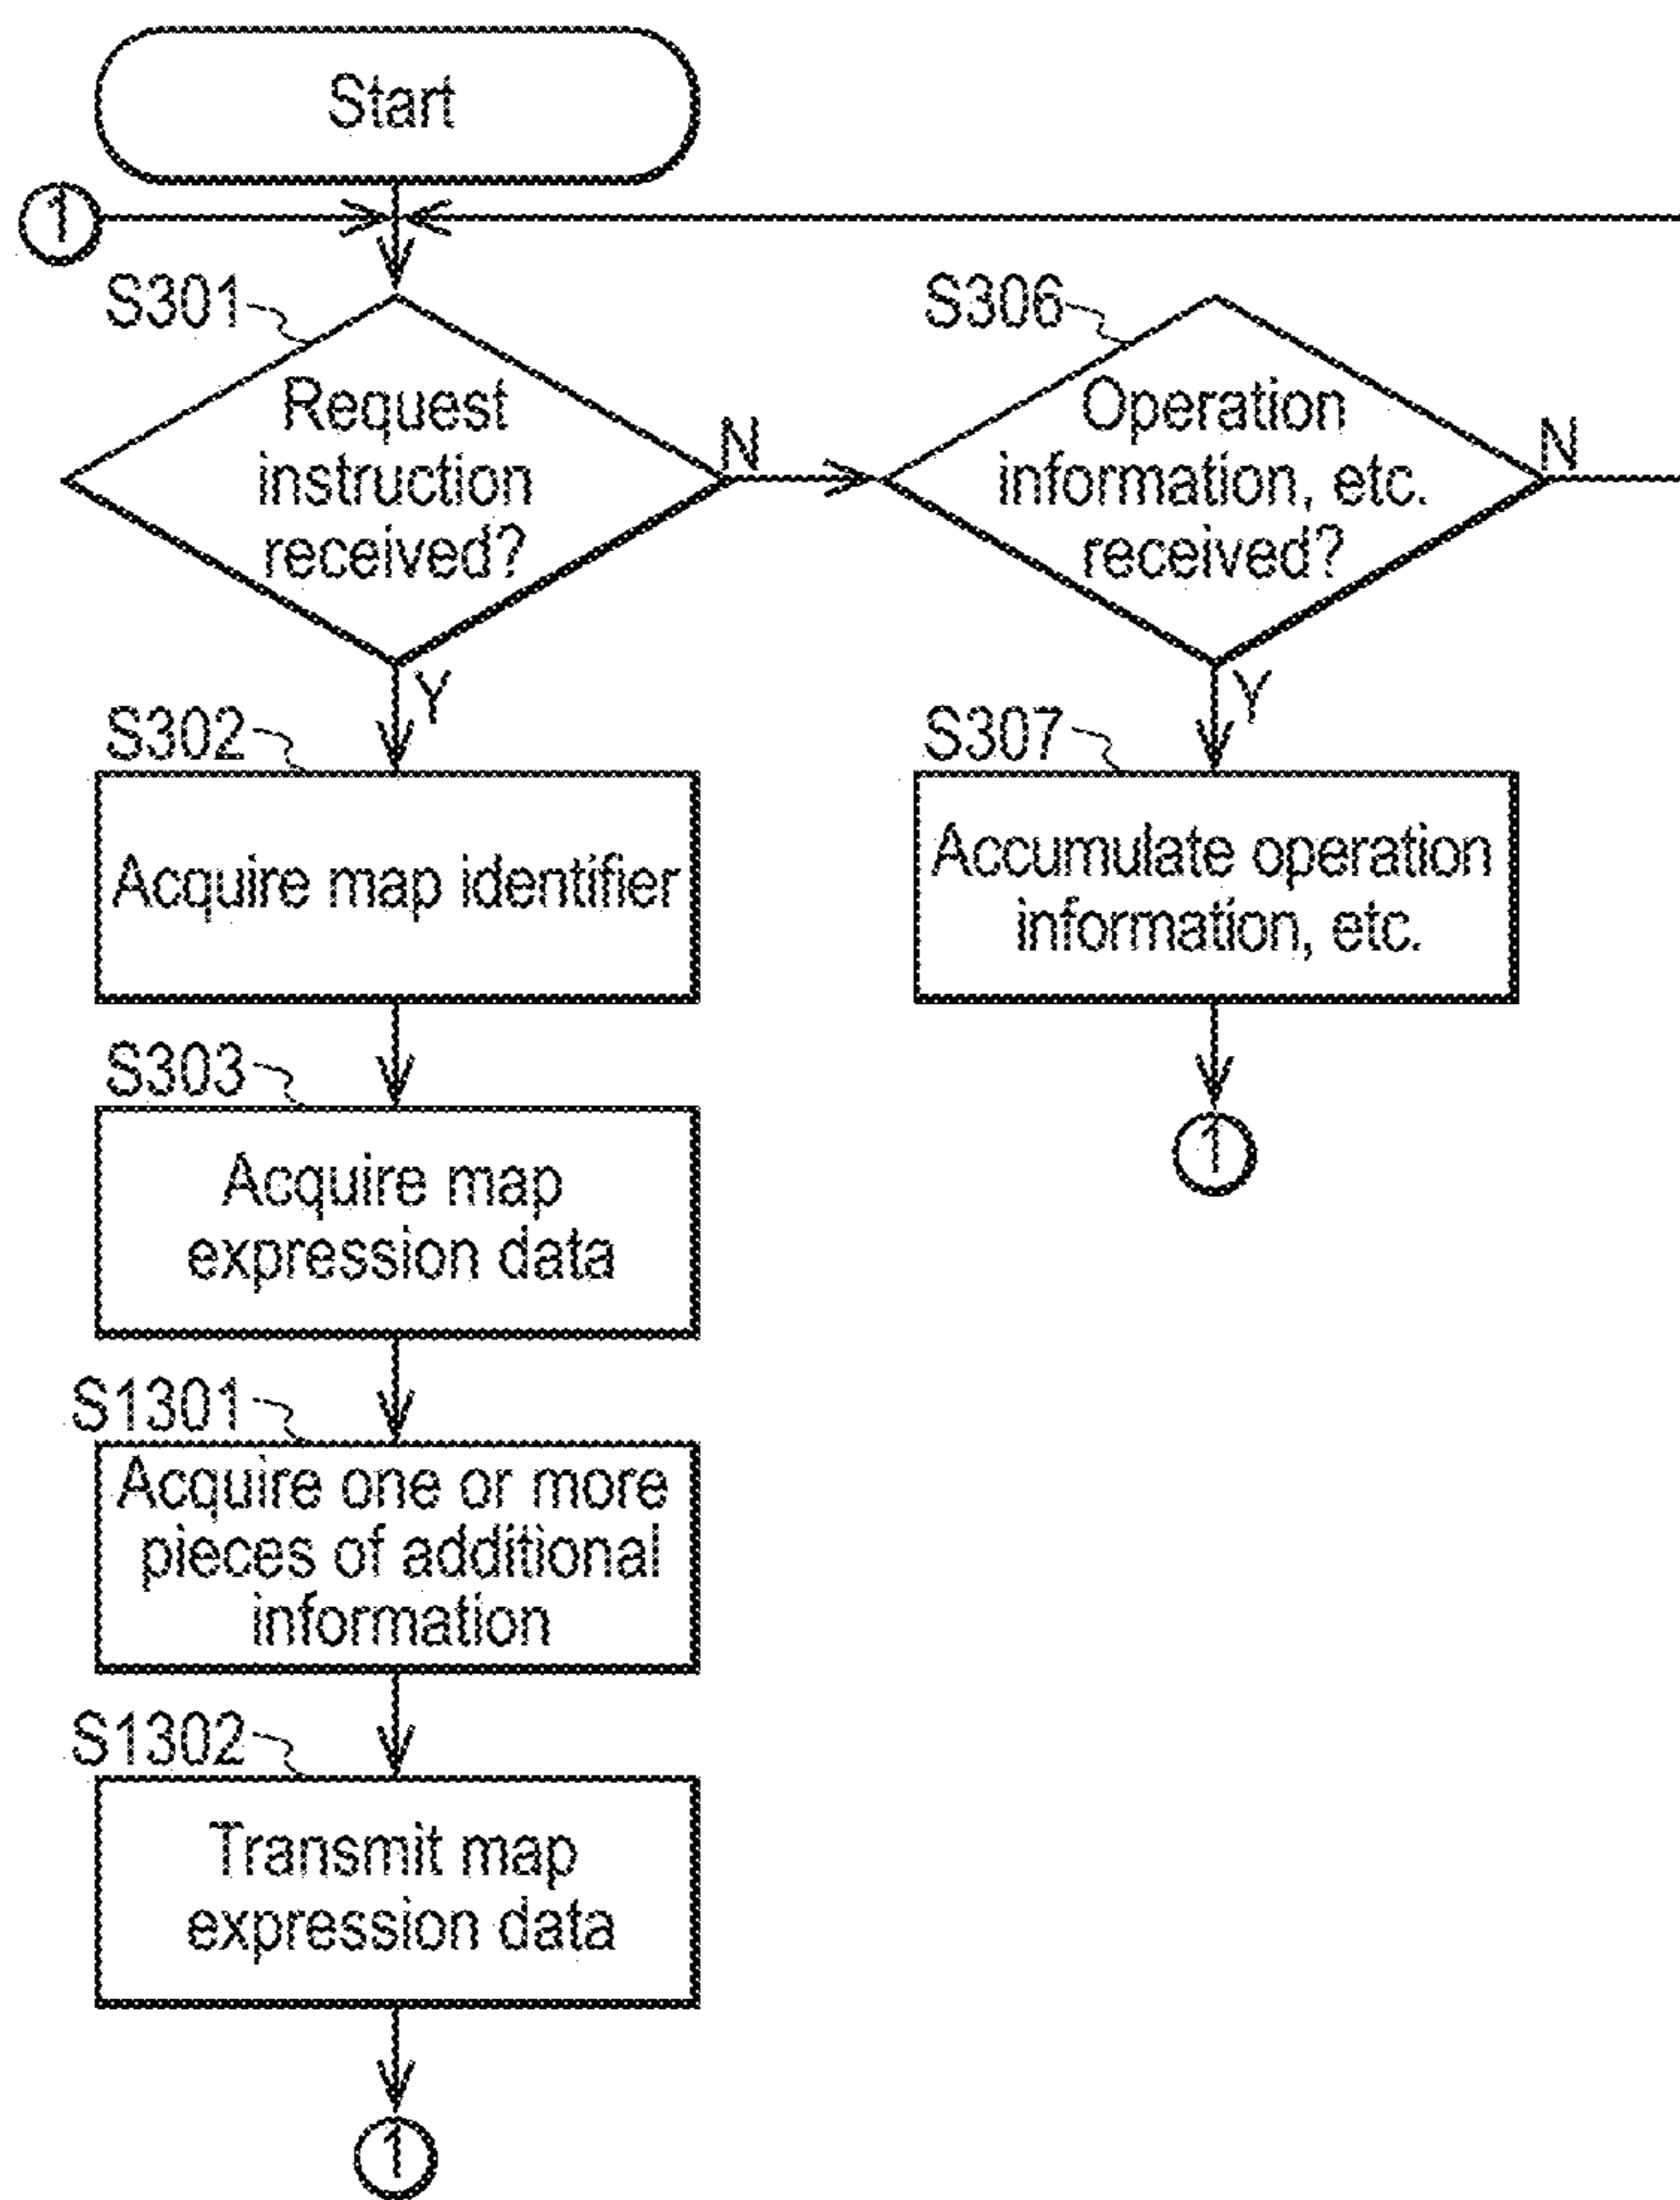 Start
1
S301
Request
instruction
received?
N
Y
S306
Operation
information, etc.
received?
N
Y
S302
Acquire map identifier
S307
Accumulate operation
information, etc.
1
S303
Acquire map
expression data
S1301
Acquire one or more
pieces of additional
information
S1302
Transmit map
expression data
1